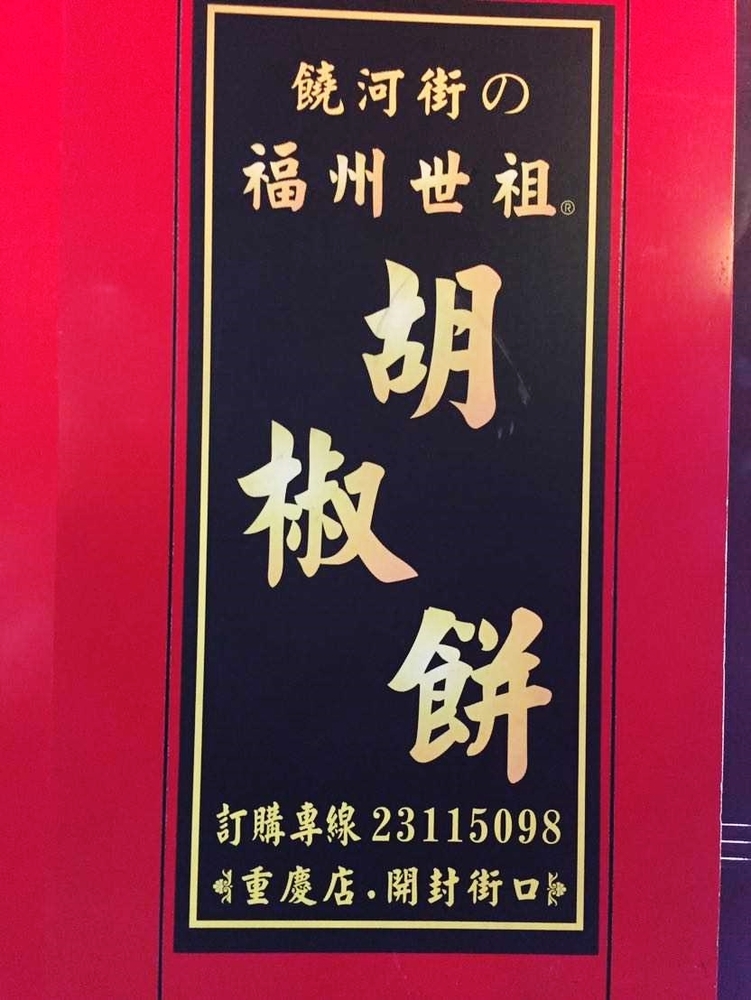 饒河街の
福州世祖®
胡
椒
餅
訂購專線 23115098
重慶店.開封街口